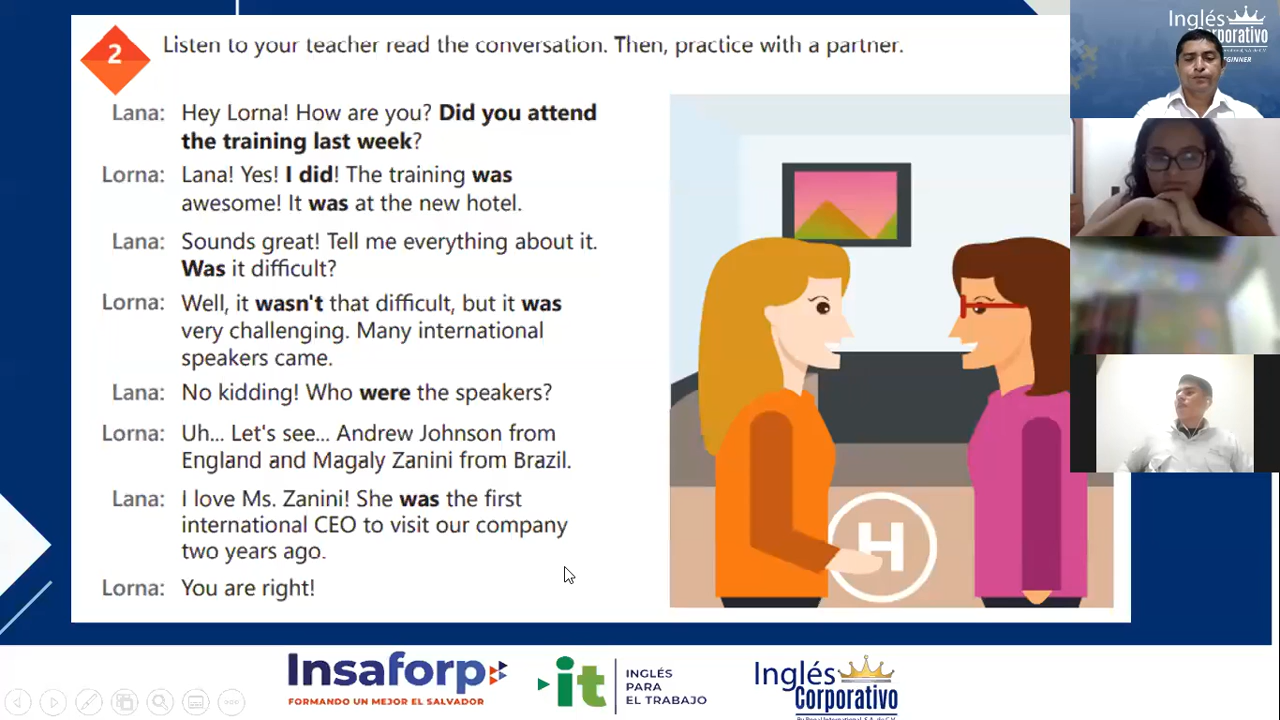 2
Listen to your teacher read the conversation. Then, practice with a partner.
Lana: Hey Lorna! How are you? Did you attend
the training last week?
Lorna: Lana! Yes! I did! The training was
awesome! It was at the new hotel.
Lana: Sounds great! Tell me everything about it.
Was it difficult?
Lorna: Well, it wasn't that difficult, but it was
very challenging. Many international
speakers came.
Lana: No kidding! Who were the speakers?
Lorna: Uh... Let's see... Andrew Johnson from
England and Magaly Zanini from Brazil.
Lana: I love Ms. Zanini! She was the first
international CEO to visit our company
two years ago.
Lorna: You are right!
H
Inglés
Corporativo
Insaforp
FORMANDO UN MEJOR EL SALVADOR
it
INGLÉS
PARA
EL TRABAJO
Inglés
Corporativo